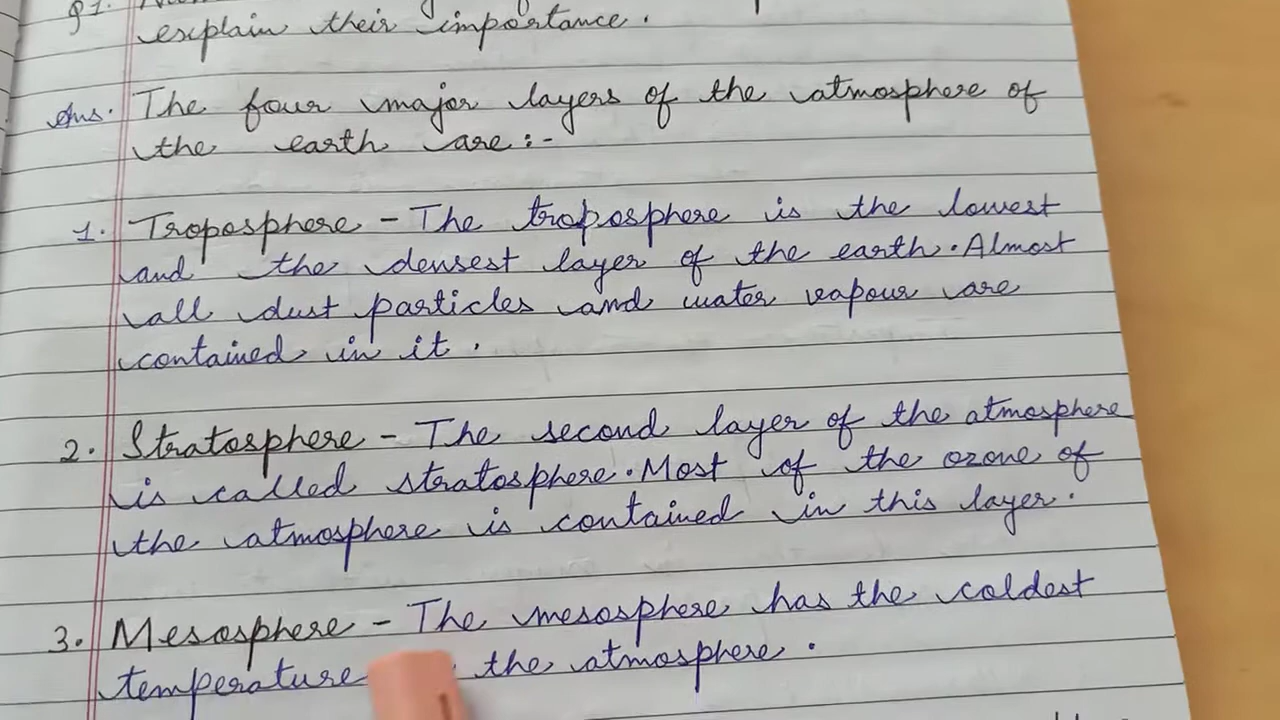 Q1.
explain their importance.
Ans. The four major layers of the atmosphere of
the earth are :-
1. Troposphere - The troposphere is the lowest
and the densest layer of the earth. Almost
all dust particles and water vapour are
contained in it.
2. Stratosphere - The second layer of the atmosphere
is called stratosphere. Most of the ozone of
the atmosphere is contained in this layer.
3. Mesosphere - The mesosphere has the coldest
temperature the atmosphere.